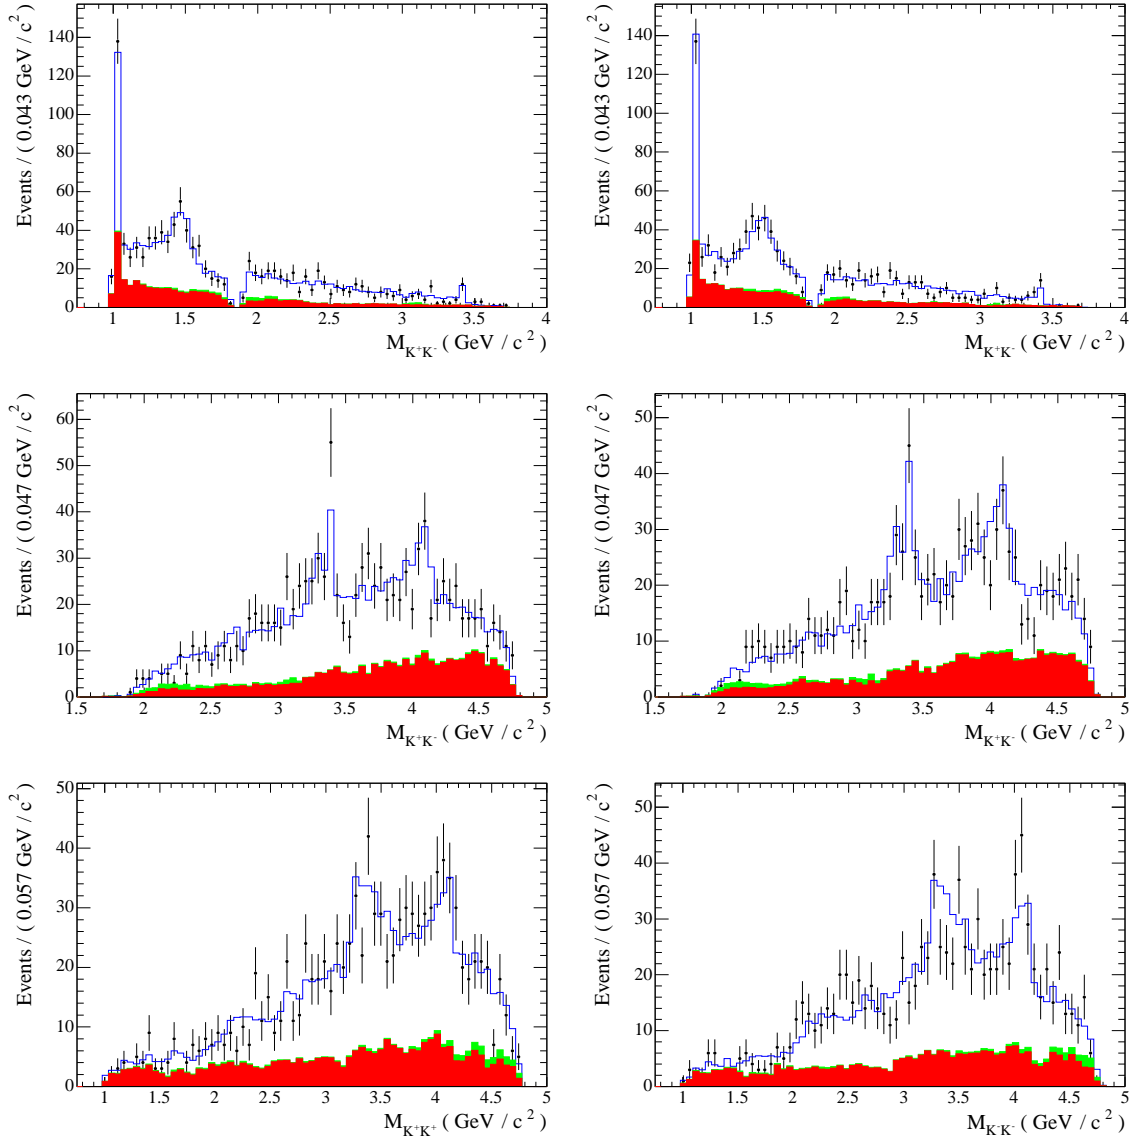 Events / ( 0.043 GeV / c² )
140
120
100
80
60
40
20
0
1 1.5 2 2.5 3 3.5 4
M_{K⁺K⁻} ( GeV / c² )
Events / ( 0.043 GeV / c² )
140
120
100
80
60
40
20
0
1 1.5 2 2.5 3 3.5 4
M_{K⁺K⁻} ( GeV / c² )
Events / ( 0.047 GeV / c² )
60
50
40
30
20
10
0
1.5 2 2.5 3 3.5 4 4.5 5
M_{K⁺K⁻} ( GeV / c² )
Events / ( 0.047 GeV / c² )
50
40
30
20
10
0
1.5 2 2.5 3 3.5 4 4.5 5
M_{K⁺K⁻} ( GeV / c² )
Events / ( 0.057 GeV / c² )
50
40
30
20
10
0
1 1.5 2 2.5 3 3.5 4 4.5 5
M_{K⁺K⁺} ( GeV / c² )
Events / ( 0.057 GeV / c² )
50
40
30
20
10
0
1 1.5 2 2.5 3 3.5 4 4.5 5
M_{K⁻K⁻} ( GeV / c² )